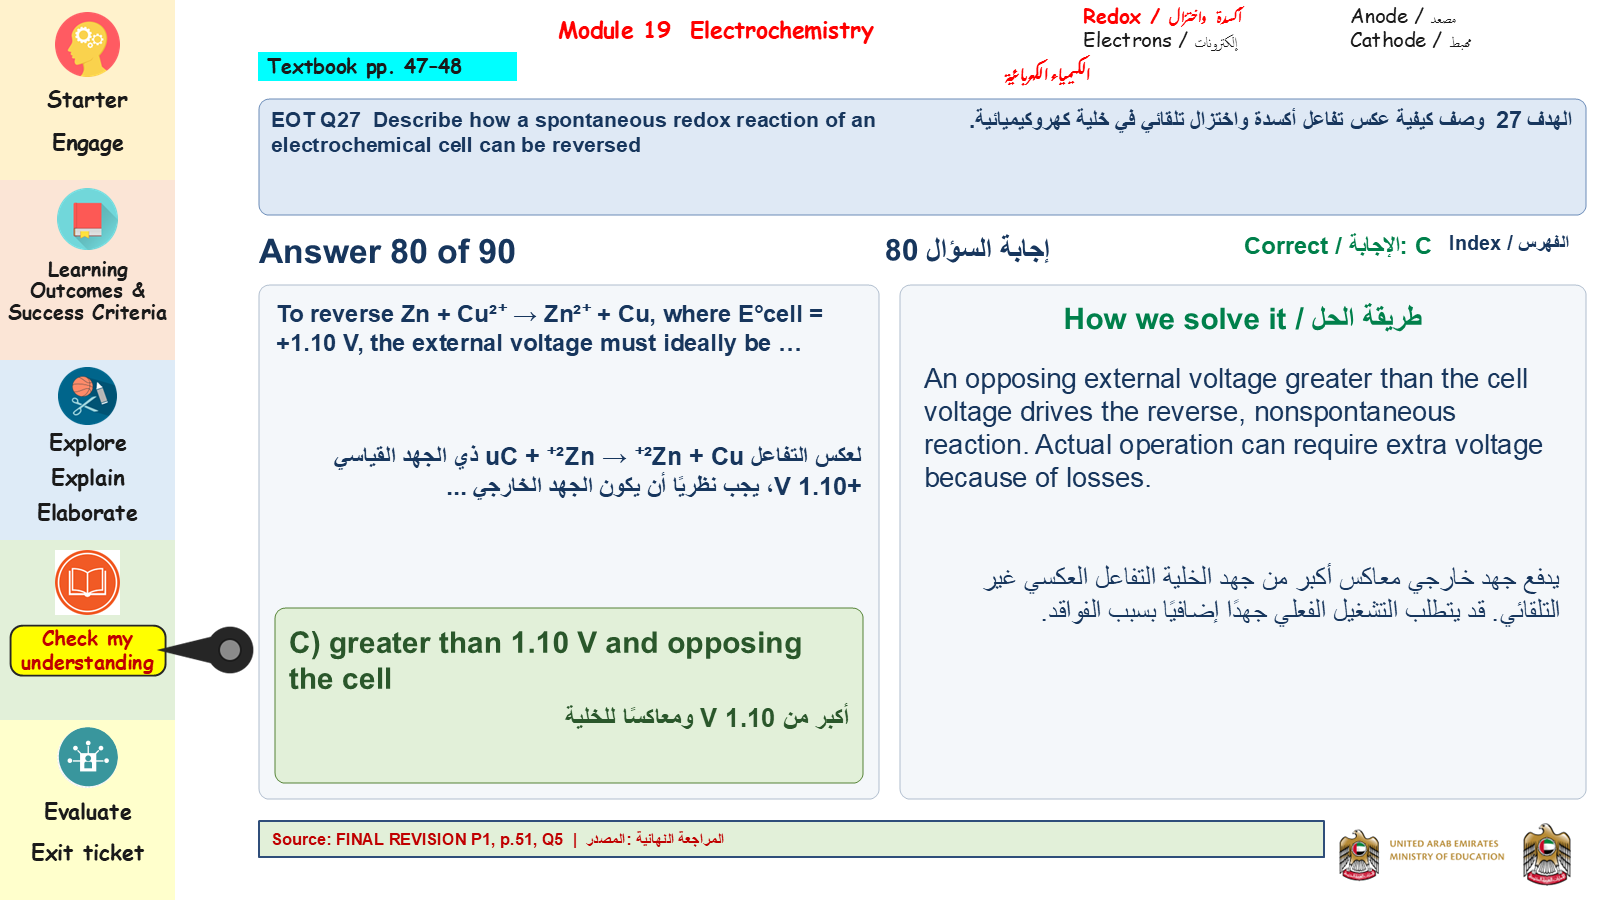 Starter
Engage
Learning
Outcomes &
Success Criteria
Explore
Explain
Elaborate
Check my
understanding
Evaluate
Exit ticket
Module 19 Electrochemistry
Redox / أكسدة واختزال
Electrons / إلكترونات
Anode / مصعد
Cathode / مهبط
الكيمياء الكهربائية
Textbook pp. 47-48
EOT Q27 Describe how a spontaneous redox reaction of an
electrochemical cell can be reversed
الهدف 27 وصف كيفية عكس تفاعل أكسدة واختزال تلقائي في خلية كهروكيميائية.
Answer 80 of 90
إجابة السؤال 80
Correct / الإجابة: C
Index / الفهرس
To reverse Zn + Cu²⁺ → Zn²⁺ + Cu, where E°cell =
+1.10 V, the external voltage must ideally be …
لعكس التفاعل uC + ⁺²Zn → ⁺²Zn + Cu ذي الجهد القياسي
+1.10 V، يجب نظريًا أن يكون الجهد الخارجي ...
C) greater than 1.10 V and opposing
the cell
أكبر من 1.10 V ومعاكسًا للخلية
How we solve it / طريقة الحل
An opposing external voltage greater than the cell
voltage drives the reverse, nonspontaneous
reaction. Actual operation can require extra voltage
because of losses.
يدفع جهد خارجي معاكس أكبر من جهد الخلية التفاعل العكسي غير
التلقائي. قد يتطلب التشغيل الفعلي جهدًا إضافيًا بسبب الفواقد.
Source: FINAL REVISION P1, p.51, Q5 | المصدر: المراجعة النهائية
UNITED ARAB EMIRATES
MINISTRY OF EDUCATION